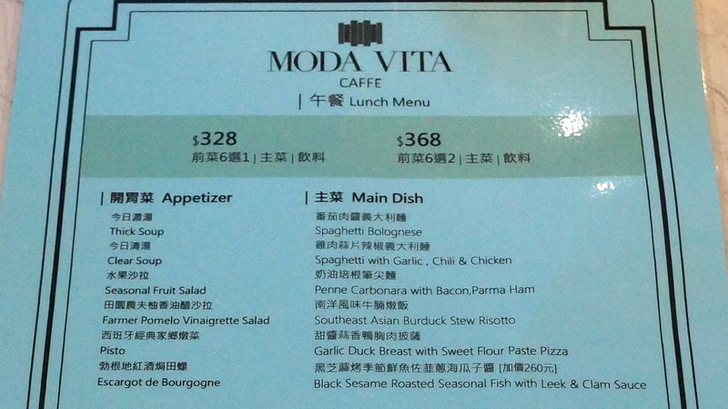 MODA VITA
CAFFE
| 午餐 Lunch Menu
$328 $368
前菜6選1 | 主菜 | 飲料 前菜6選2 | 主菜 | 飲料
| 開胃菜 Appetizer
今日濃湯
Thick Soup
今日清湯
Clear Soup
水果沙拉
Seasonal Fruit Salad
田園農夫柚香油醋沙拉
Farmer Pomelo Vinaigrette Salad
西班牙經典家鄉燉菜
Pisto
勃根地紅酒焗田螺
Escargot de Bourgogne
| 主菜 Main Dish
番茄肉醬義大利麵
Spaghetti Bolognese
雞肉蒜片辣椒義大利麵
Spaghetti with Garlic , Chili & Chicken
奶油培根筆尖麵
Penne Carbonara with Bacon,Parma Ham
南洋風味牛腩燉飯
Southeast Asian Burduck Stew Risotto
甜醬蒜香鴨胸肉披薩
Garlic Duck Breast with Sweet Flour Paste Pizza
黑芝麻烤季節鮮魚佐韭蔥海瓜子醬 [加價260元]
Black Sesame Roasted Seasonal Fish with Leek & Clam Sauce